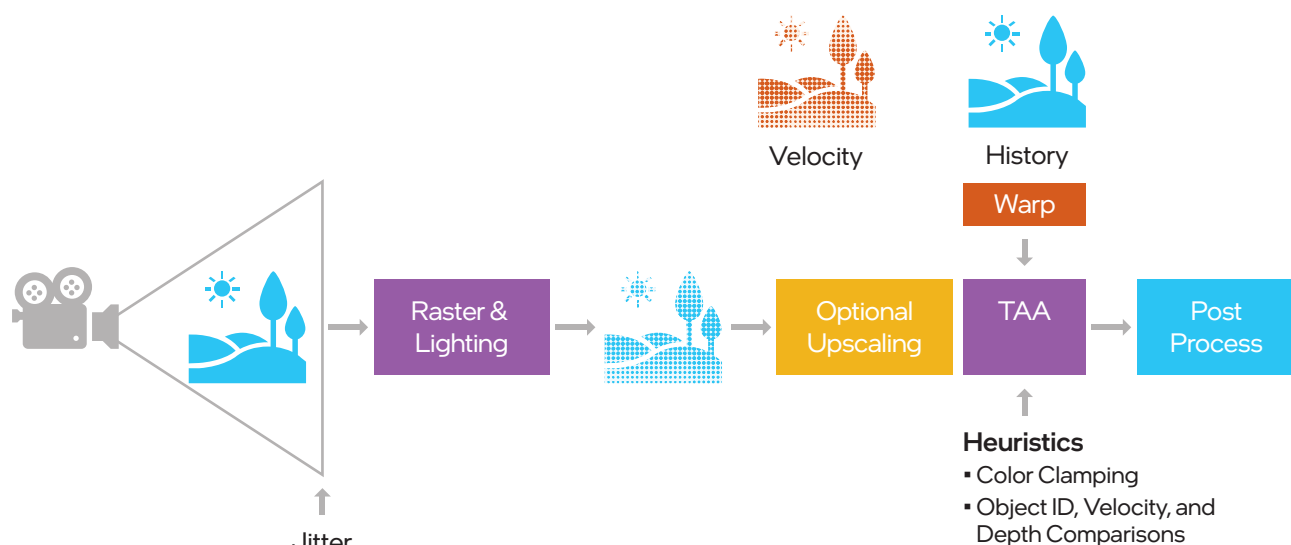 Velocity
History
Warp
Raster &
Lighting
Optional
Upscaling
TAA
Post
Process
Heuristics
▪ Color Clamping
▪ Object ID, Velocity, and
Depth Comparisons
Jitter